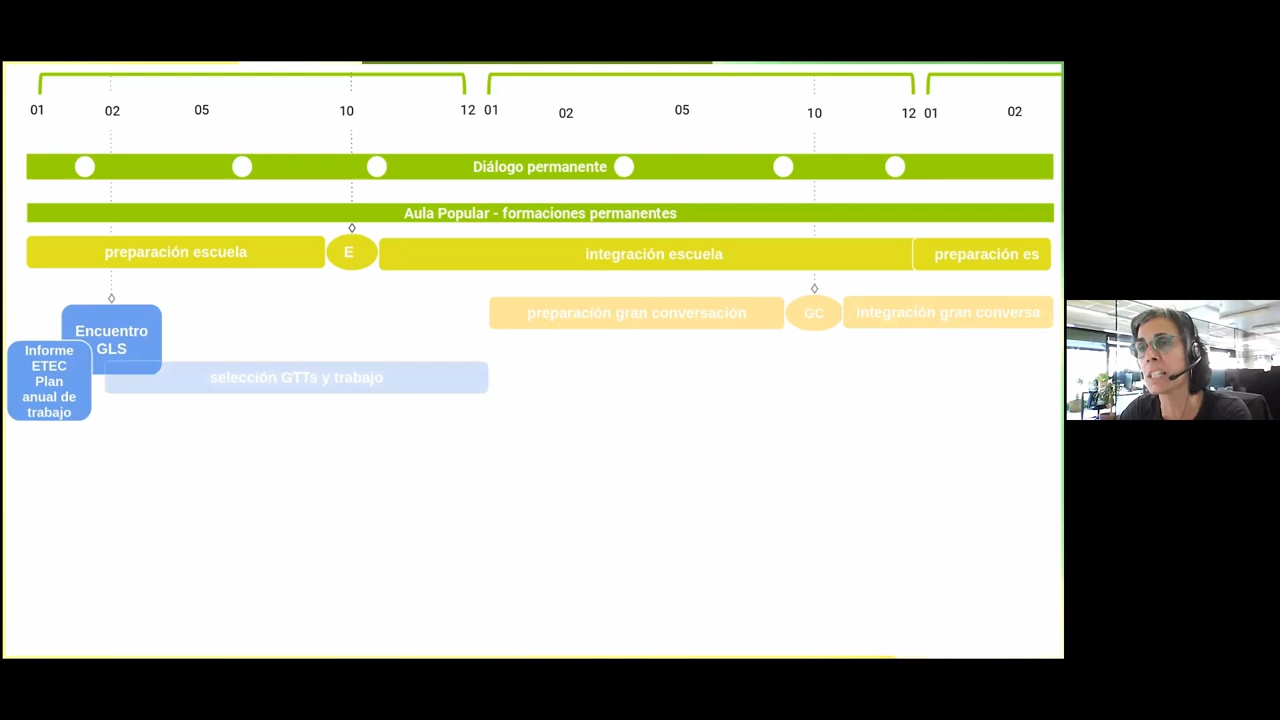 01 02 05 10 12 01 02 05 10 12 01 02
Diálogo permanente
Aula Popular - formaciones permanentes
preparación escuela E integración escuela preparación es
preparación gran conversación GC integración gran conversa
Encuentro
GLS
Informe
ETEC
Plan
anual de
trabajo
selección GTTs y trabajo